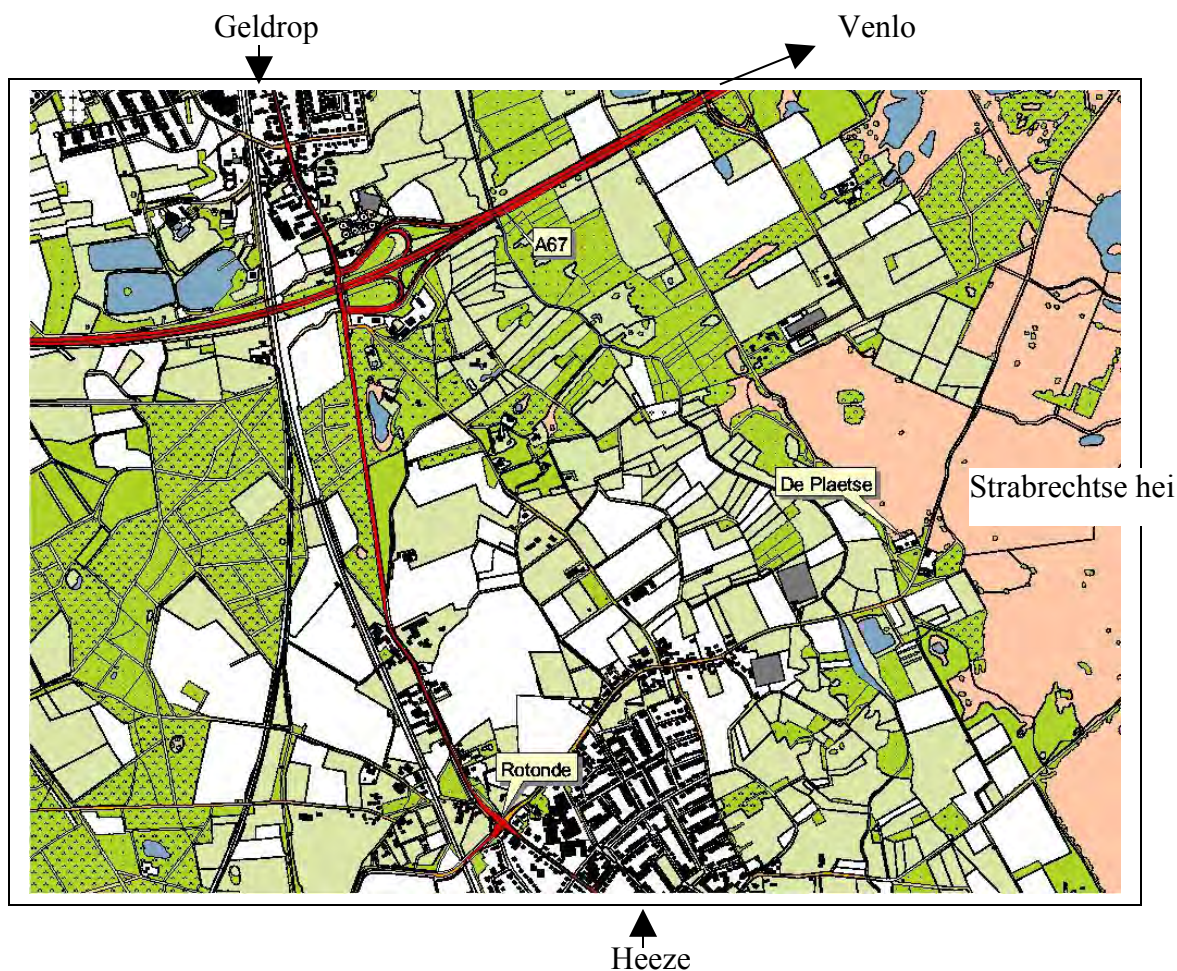 Geldrop
Venlo
A67
De Plaetse
Strabrechtse hei
Rotonde
Heeze